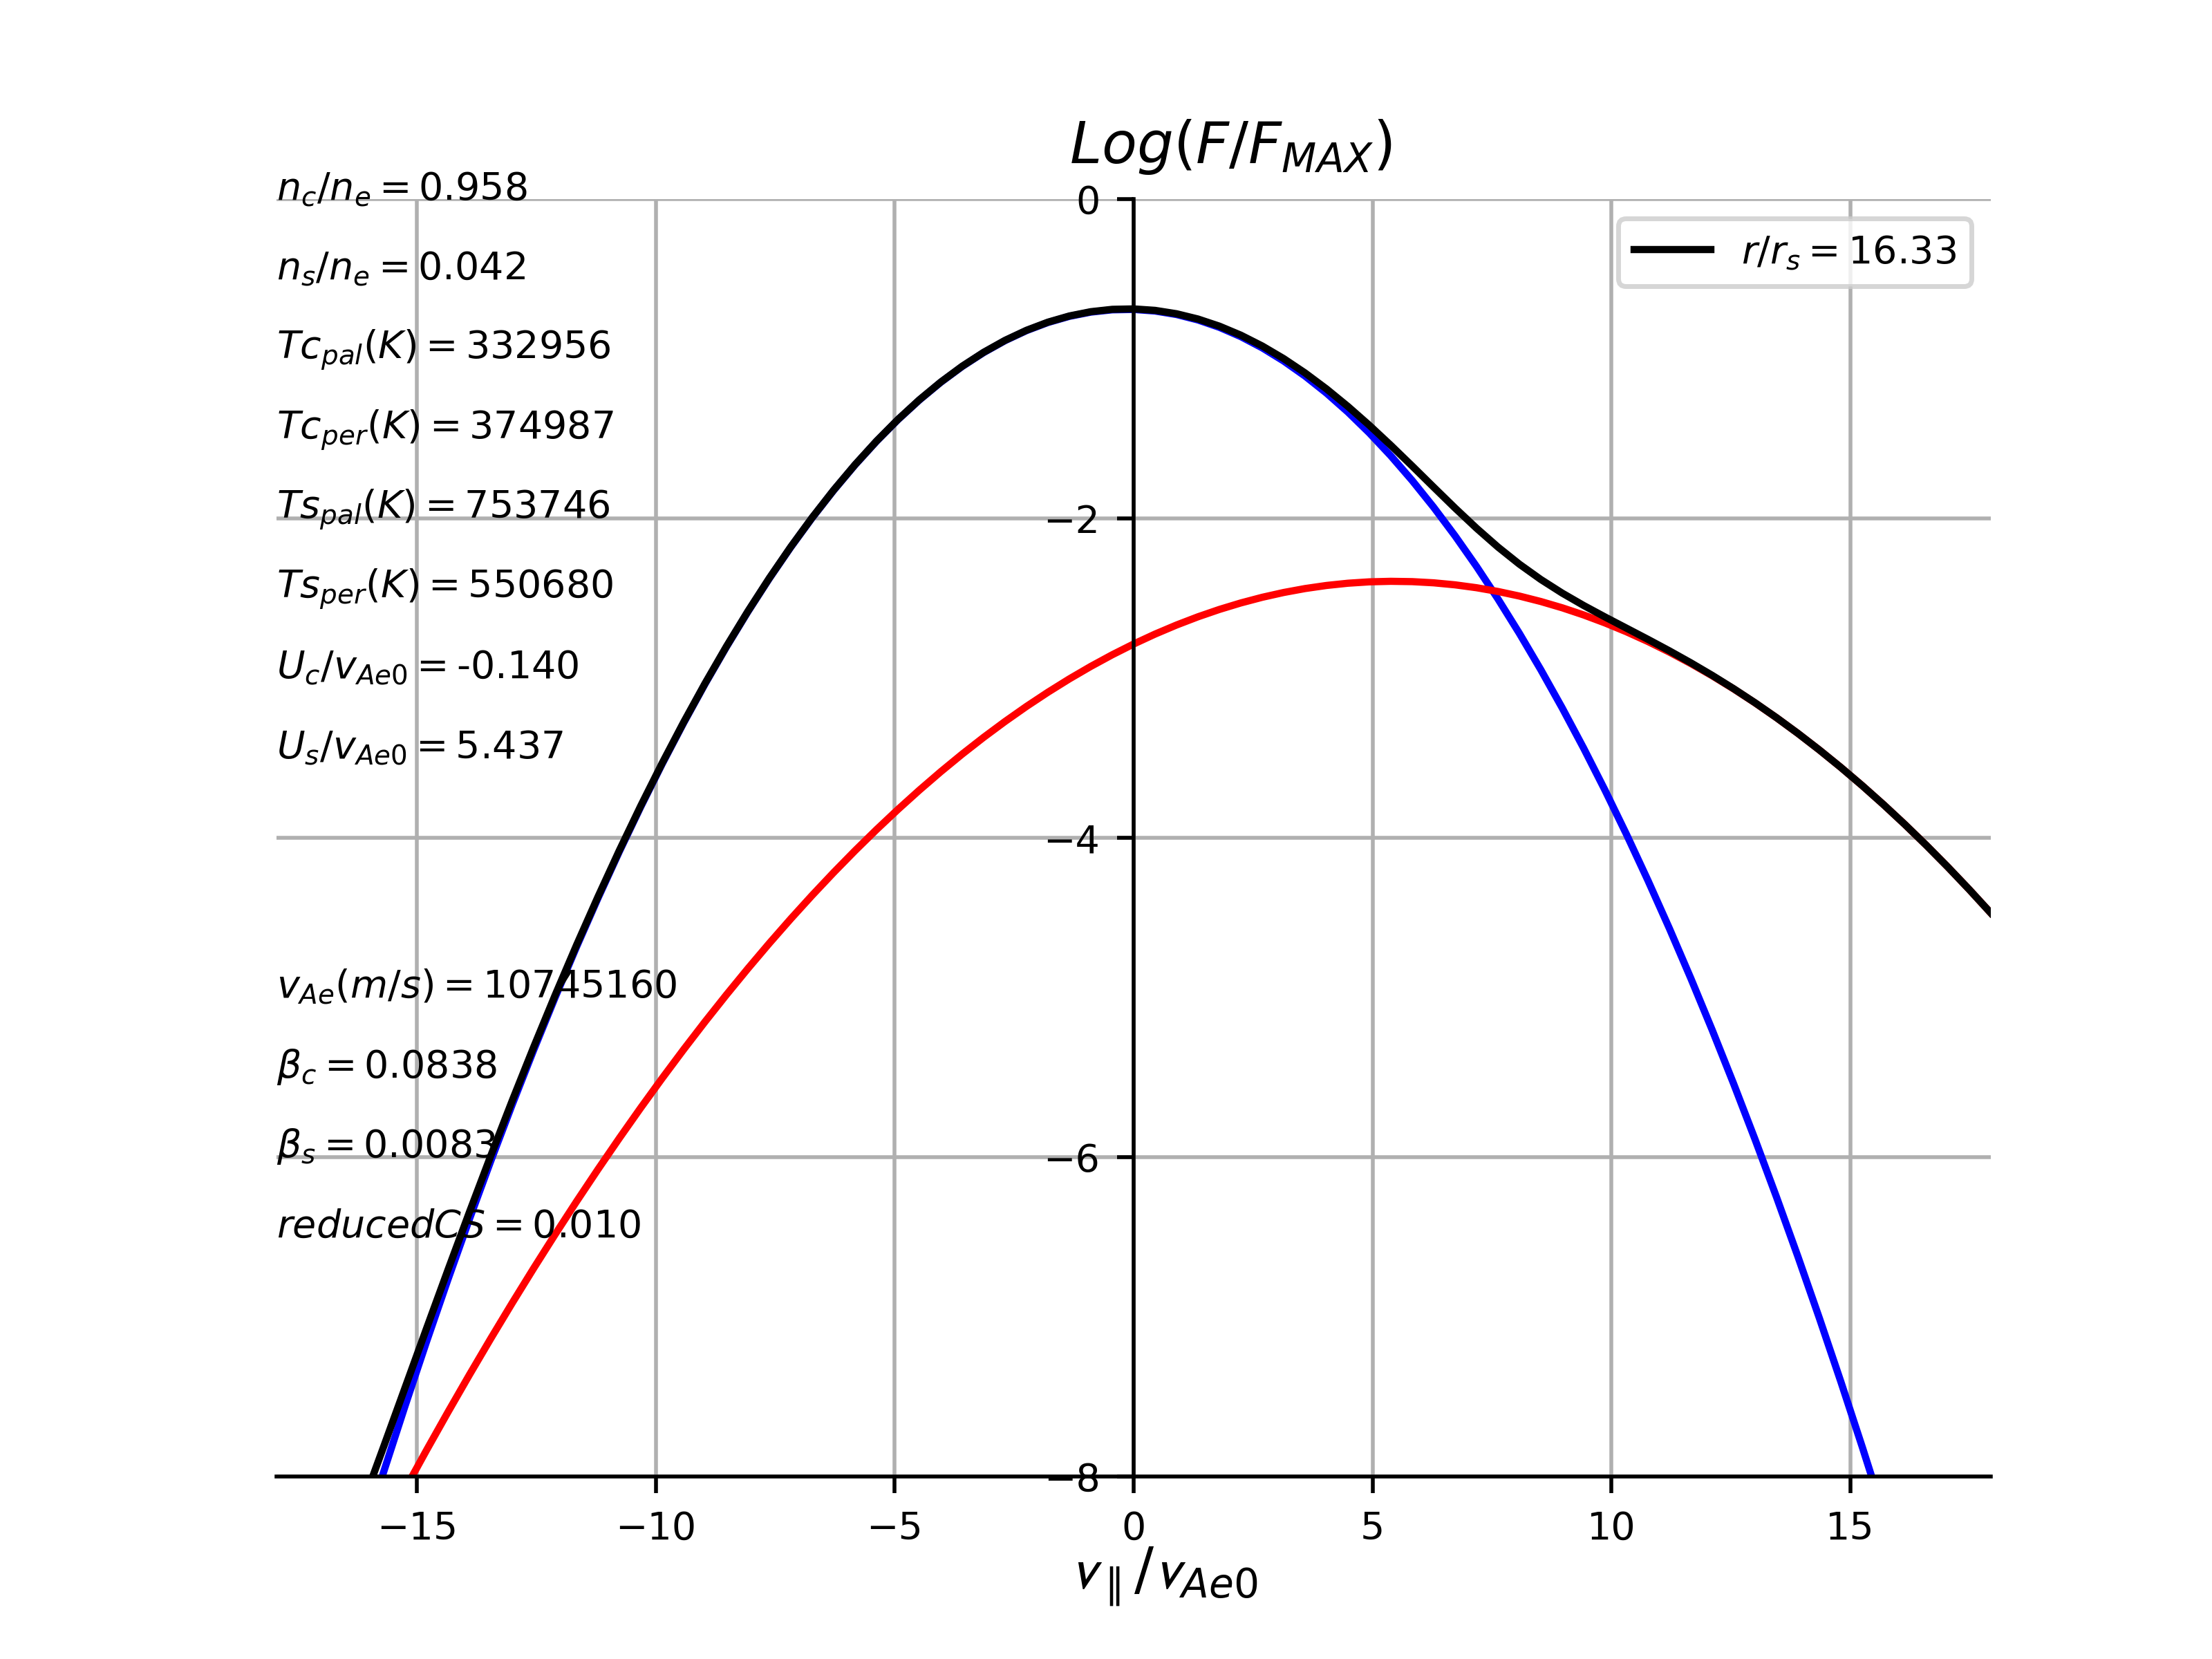 Log(F/F_MAX)
n_c/n_e = 0.958
n_s/n_e = 0.042
Tc_pal(K) = 332956
Tc_per(K) = 374987
Ts_pal(K) = 753746
Ts_per(K) = 550680
U_c/v_Ae0 = -0.140
U_s/v_Ae0 = 5.437
v_Ae(m/s) = 10745160
β_c = 0.0838
β_s = 0.0083
reducedCS = 0.010
r/r_s = 16.33
0
−2
−4
−6
−8
−15 −10 −5 0 5 10 15
v_∥/v_Ae0